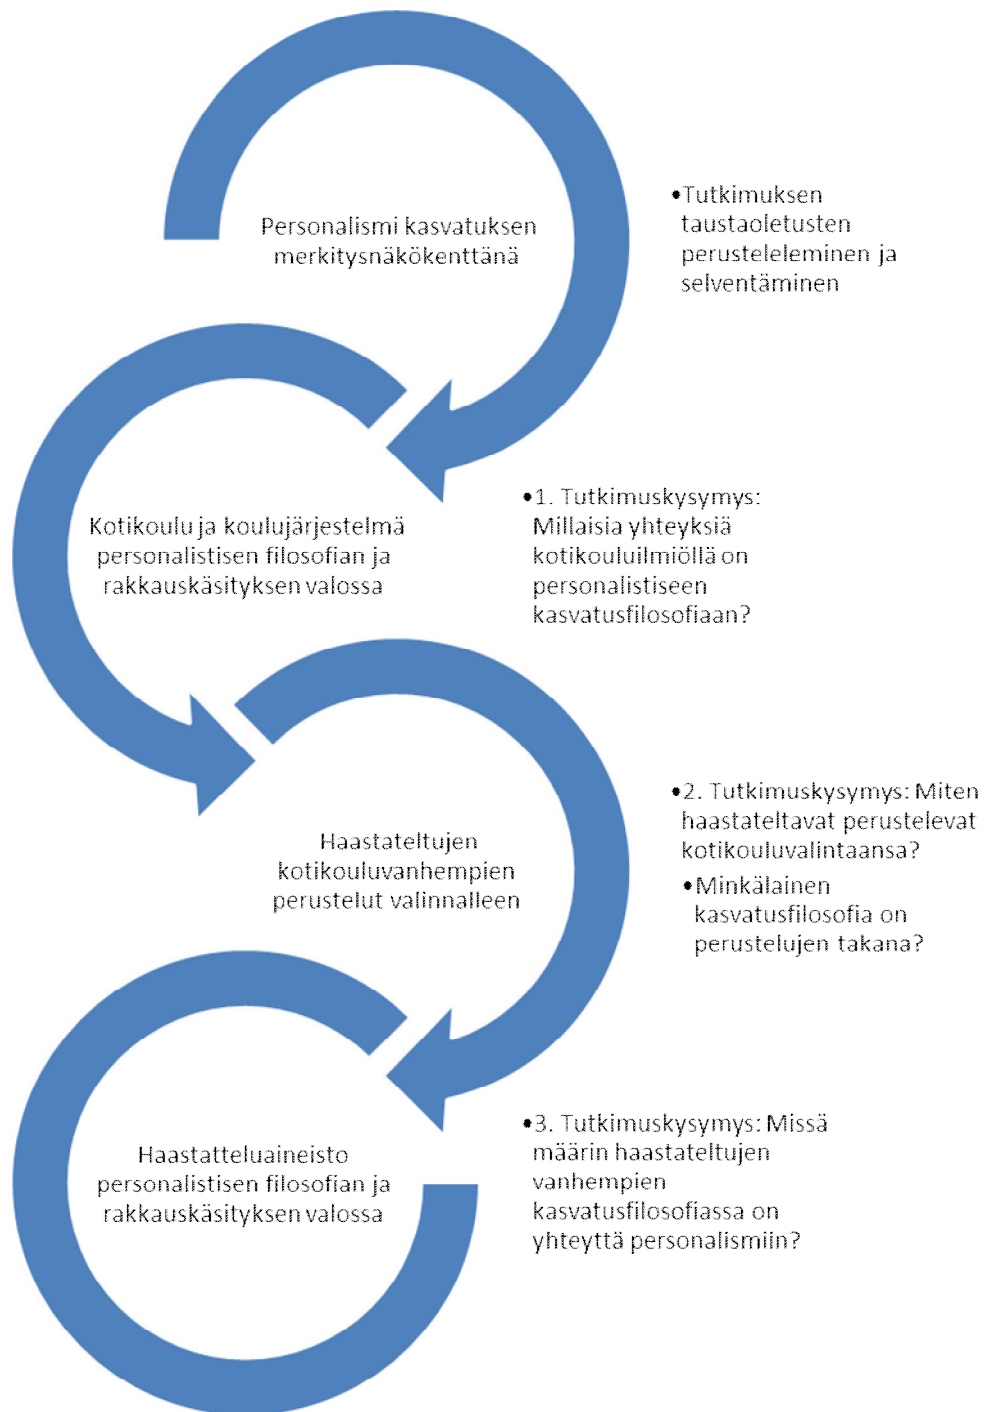 Personalismi kasvatuksen
merkitysnäkökenttänä
•Tutkimuksen
taustaoletusten
perusteleleminen ja
selventäminen
Kotikoulu ja koulujärjestelmä
personalistisen filosofian ja
rakkauskäsityksen valossa
•1. Tutkimuskysymys:
Millaisia yhteyksiä
kotikouluilmiöllä on
personalistiseen
kasvatusfilosofiaan?
Haastateltujen
kotikouluvanhempien
perustelut valinnalleen
•2. Tutkimuskysymys: Miten
haastateltavat perustelevat
kotikouluvalintaansa?
•Minkälainen
kasvatusfilosofia on
perustelujen takana?
Haastatteluaineisto
personalistisen filosofian ja
rakkauskäsityksen valossa
•3. Tutkimuskysymys: Missä
määrin haastateltujen
vanhempien
kasvatusfilosofiassa on
yhteyttä personalismiin?